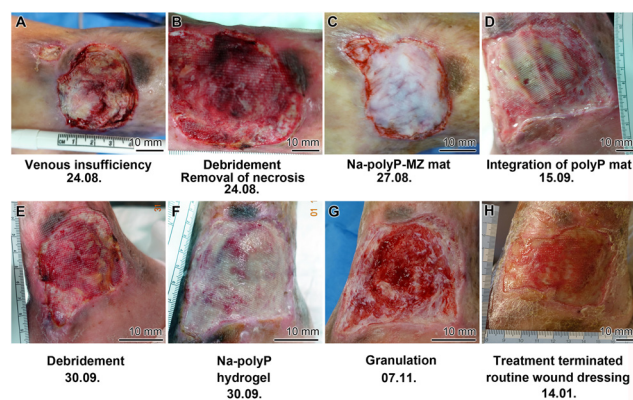 A
B
C
D
10 mm
10 mm
10 mm
10 mm
Venous insufficiency
24.08.
Debridement
Removal of necrosis
24.08.
Na-polyP-MZ mat
27.08.
Integration of polyP mat
15.09.
E
F
G
H
10 mm
10 mm
10 mm
10 mm
Debridement
30.09.
Na-polyP
hydrogel
30.09.
Granulation
07.11.
Treatment terminated
routine wound dressing
14.01.